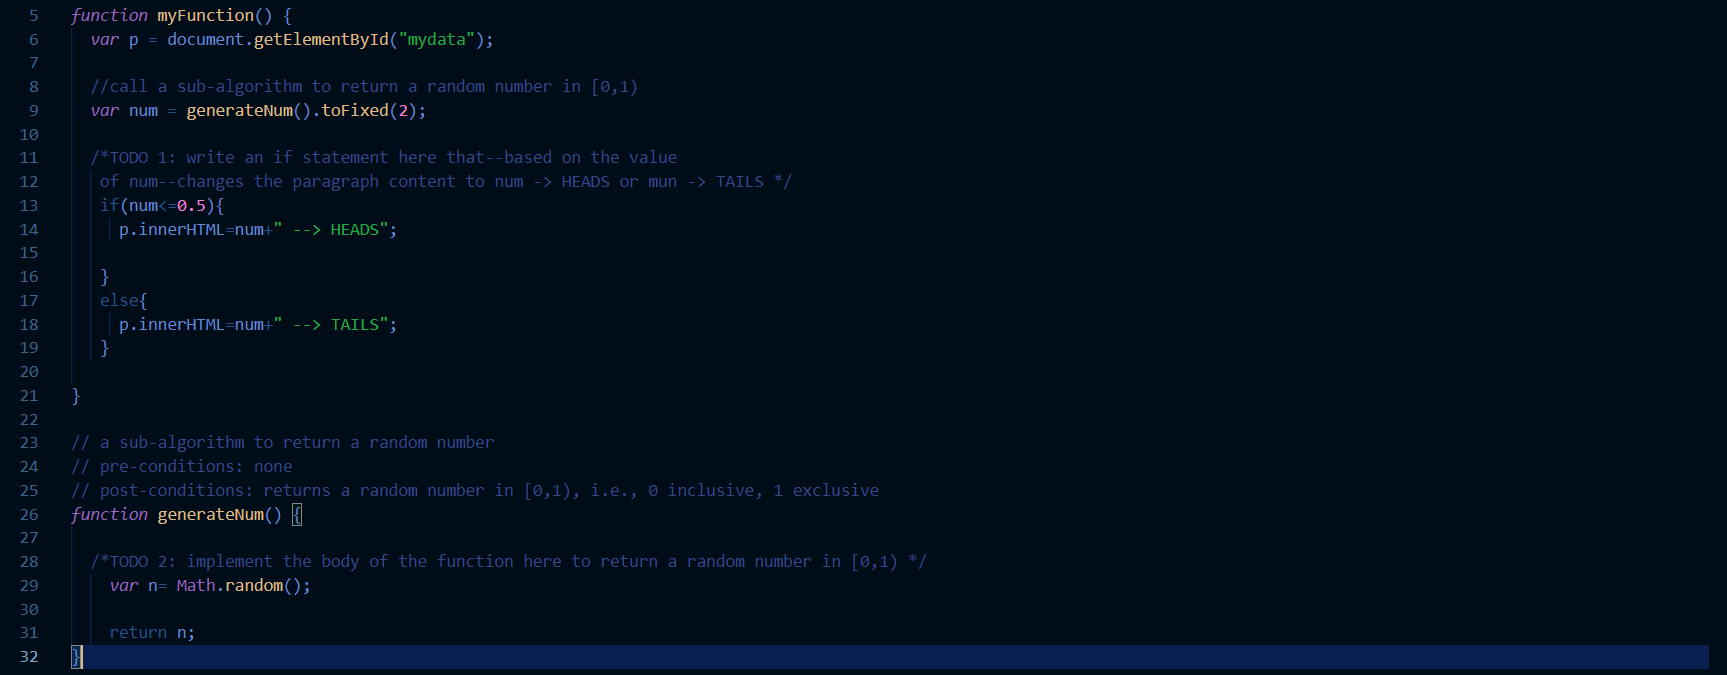 5 function myFunction() {
6 var p = document.getElementById("mydata");
7
8 //call a sub-algorithm to return a random number in [0,1)
9 var num = generateNum().toFixed(2);
10
11 /*TODO 1: write an if statement here that--based on the value
12 of num--changes the paragraph content to num -> HEADS or mun -> TAILS */
13 if(num<=0.5){
14 p.innerHTML=num+" --> HEADS";
15
16 }
17 else{
18 p.innerHTML=num+" --> TAILS";
19 }
20
21 }
22
23 // a sub-algorithm to return a random number
24 // pre-conditions: none
25 // post-conditions: returns a random number in [0,1), i.e., 0 inclusive, 1 exclusive
26 function generateNum() {
27
28 /*TODO 2: implement the body of the function here to return a random number in [0,1) */
29 var n= Math.random();
30
31 return n;
32 }